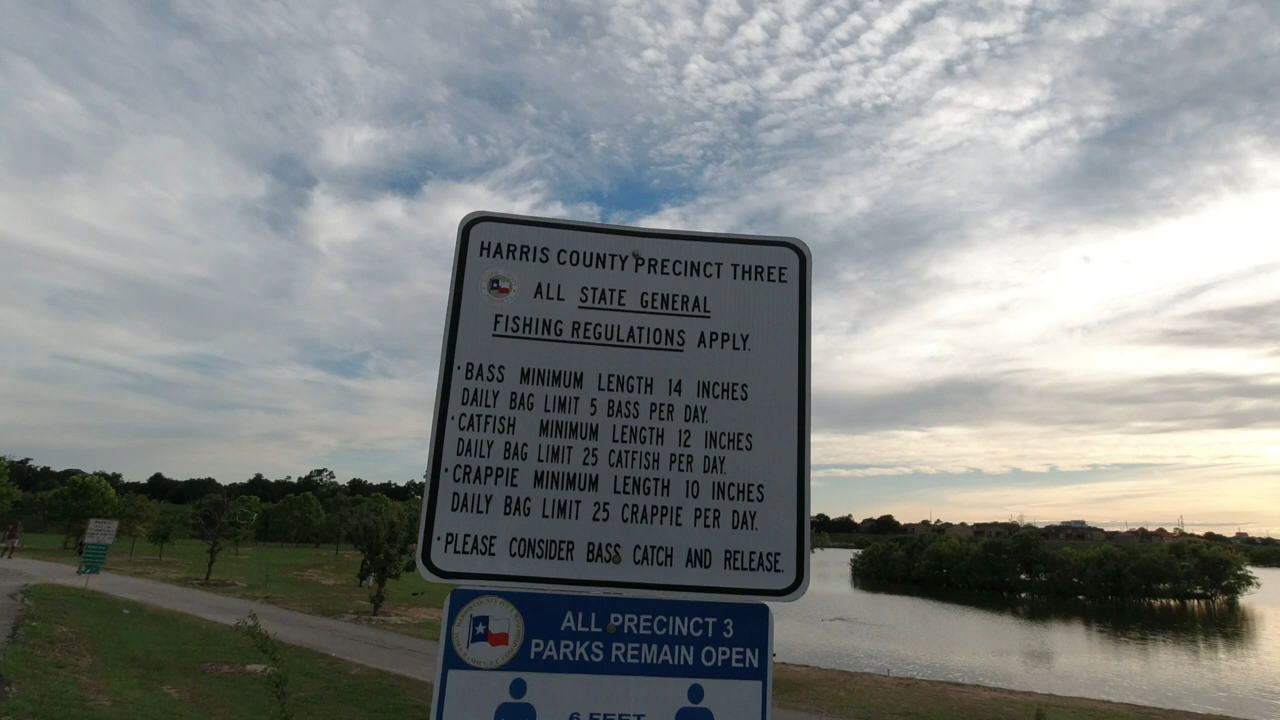 HARRIS COUNTY PRECINCT THREE
ALL STATE GENERAL
FISHING REGULATIONS APPLY.
· BASS MINIMUM LENGTH 14 INCHES
DAILY BAG LIMIT 5 BASS PER DAY.
· CATFISH MINIMUM LENGTH 12 INCHES
DAILY BAG LIMIT 25 CATFISH PER DAY.
· CRAPPIE MINIMUM LENGTH 10 INCHES
DAILY BAG LIMIT 25 CRAPPIE PER DAY.
· PLEASE CONSIDER BASS CATCH AND RELEASE.
ALL PRECINCT 3
PARKS REMAIN OPEN
6 FEET